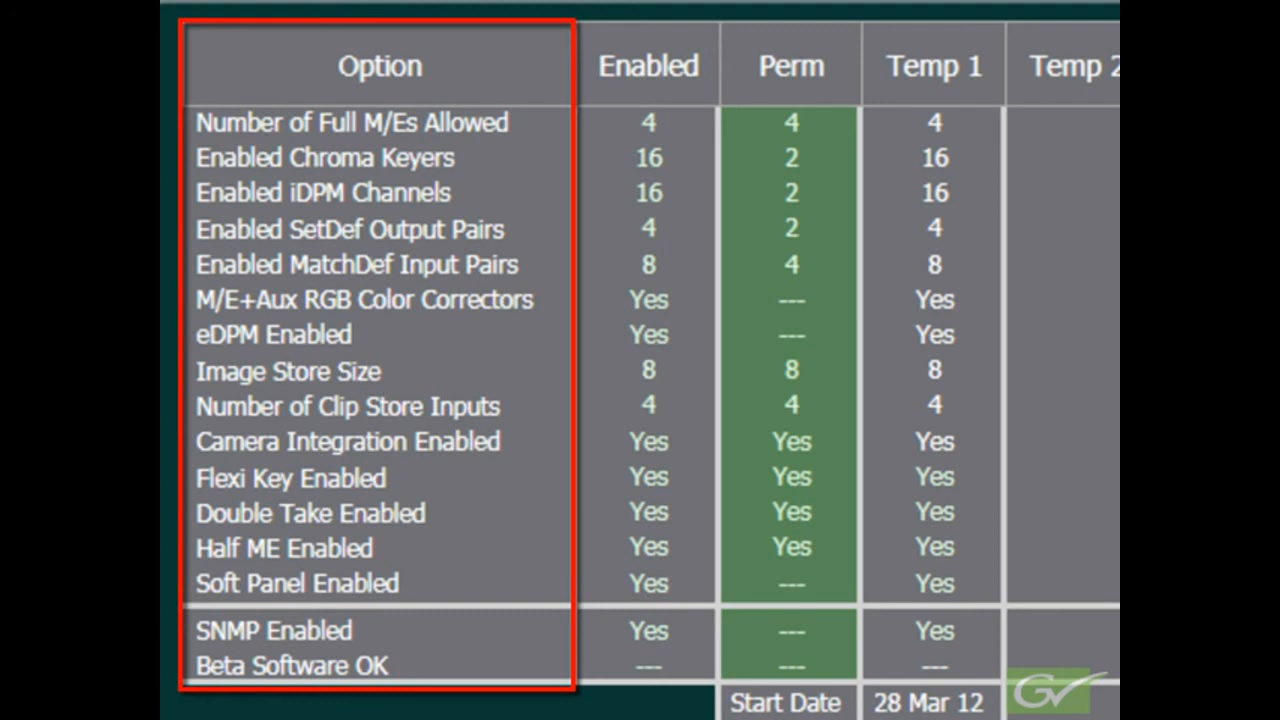 Option Enabled Perm Temp 1 Temp 2
Number of Full M/Es Allowed 4 4 4
Enabled Chroma Keyers 16 2 16
Enabled iDPM Channels 16 2 16
Enabled SetDef Output Pairs 4 2 4
Enabled MatchDef Input Pairs 8 4 8
M/E+Aux RGB Color Correctors Yes --- Yes
eDPM Enabled Yes --- Yes
Image Store Size 8 8 8
Number of Clip Store Inputs 4 4 4
Camera Integration Enabled Yes Yes Yes
Flexi Key Enabled Yes Yes Yes
Double Take Enabled Yes Yes Yes
Half ME Enabled Yes Yes Yes
Soft Panel Enabled Yes --- Yes
SNMP Enabled Yes --- Yes
Beta Software OK --- --- ---
Start Date 28 Mar 12
GV